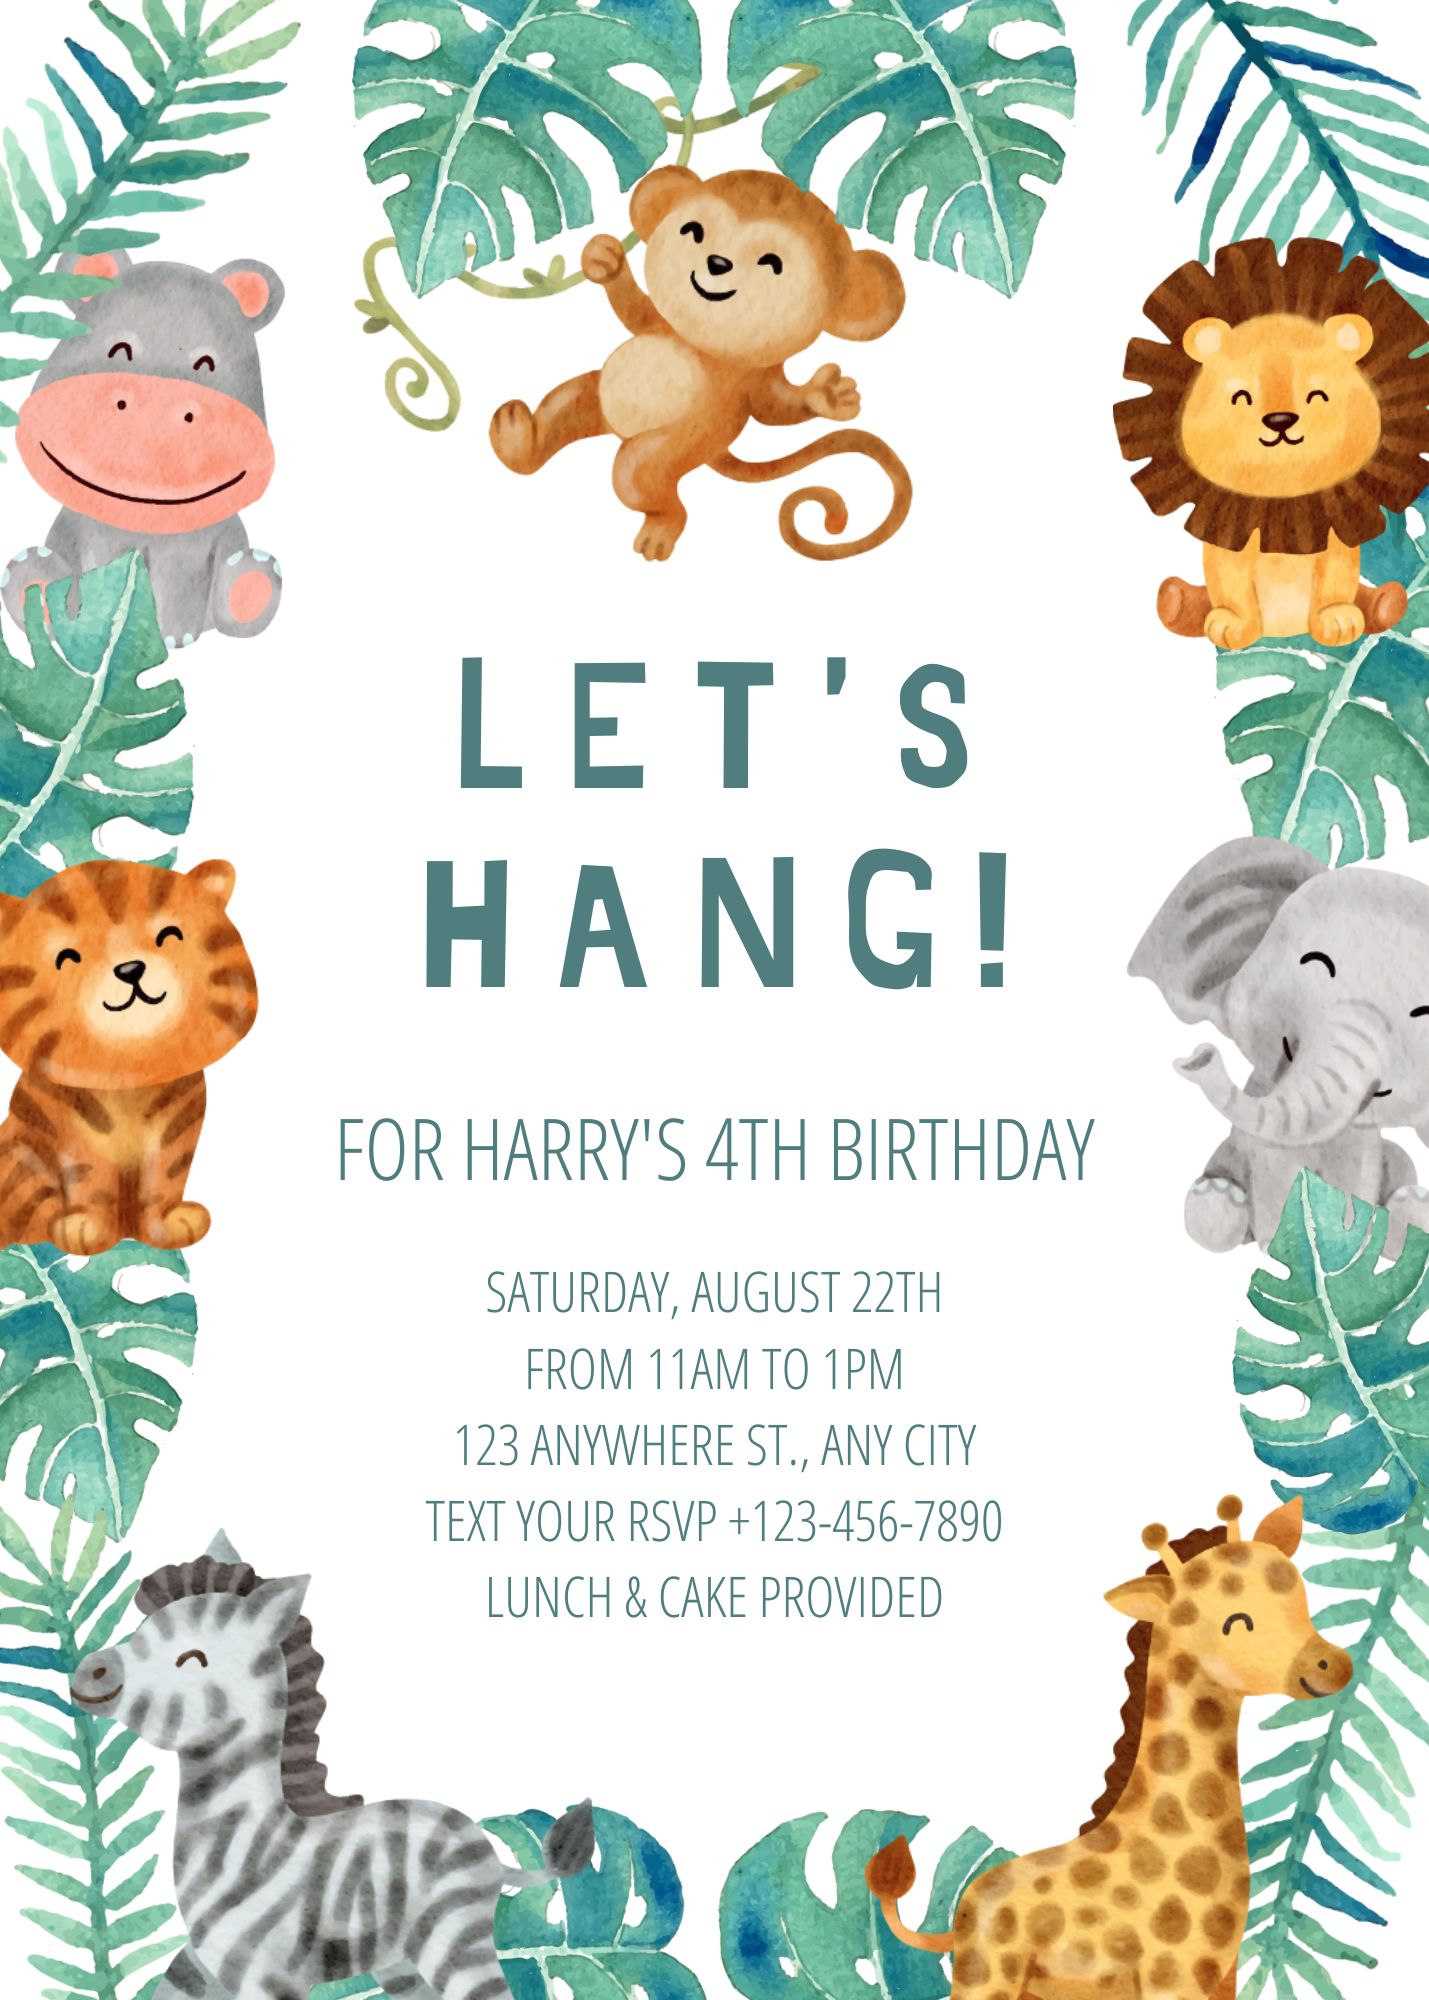 LET'S
HANG!
FOR HARRY'S 4TH BIRTHDAY
SATURDAY, AUGUST 22TH
FROM 11AM TO 1PM
123 ANYWHERE ST., ANY CITY
TEXT YOUR RSVP +123-456-7890
LUNCH & CAKE PROVIDED